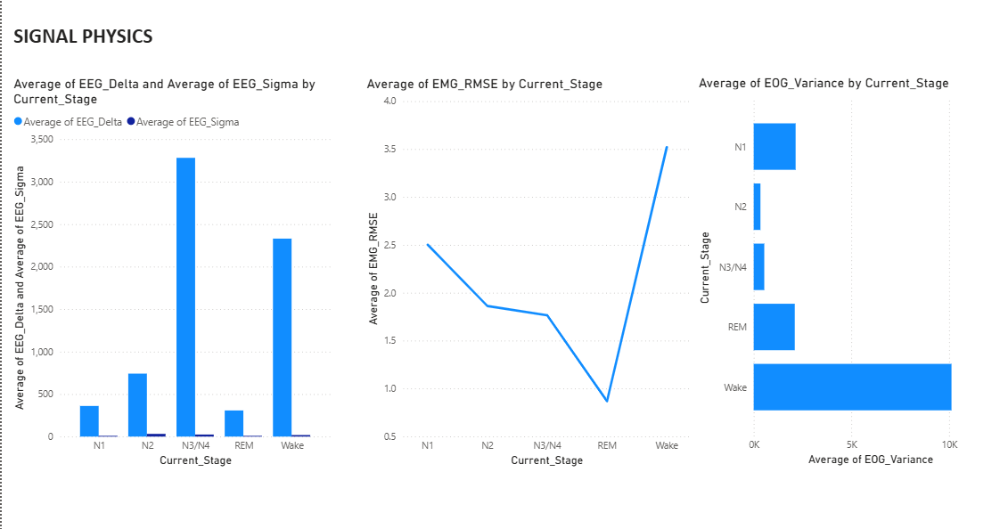 SIGNAL PHYSICS
Average of EEG_Delta and Average of EEG_Sigma by
Current_Stage
Average of EEG_Delta Average of EEG_Sigma
Average of EEG_Delta and Average of EEG_Sigma
3,500
3,000
2,500
2,000
1,500
1,000
500
0
N1 N2 N3/N4 REM Wake
Current_Stage
Average of EMG_RMSE by Current_Stage
Average of EMG_RMSE
4.0
3.5
3.0
2.5
2.0
1.5
1.0
0.5
N1 N2 N3/N4 REM Wake
Current_Stage
Average of EOG_Variance by Current_Stage
Current_Stage
N1
N2
N3/N4
REM
Wake
0K 5K 10K
Average of EOG_Variance